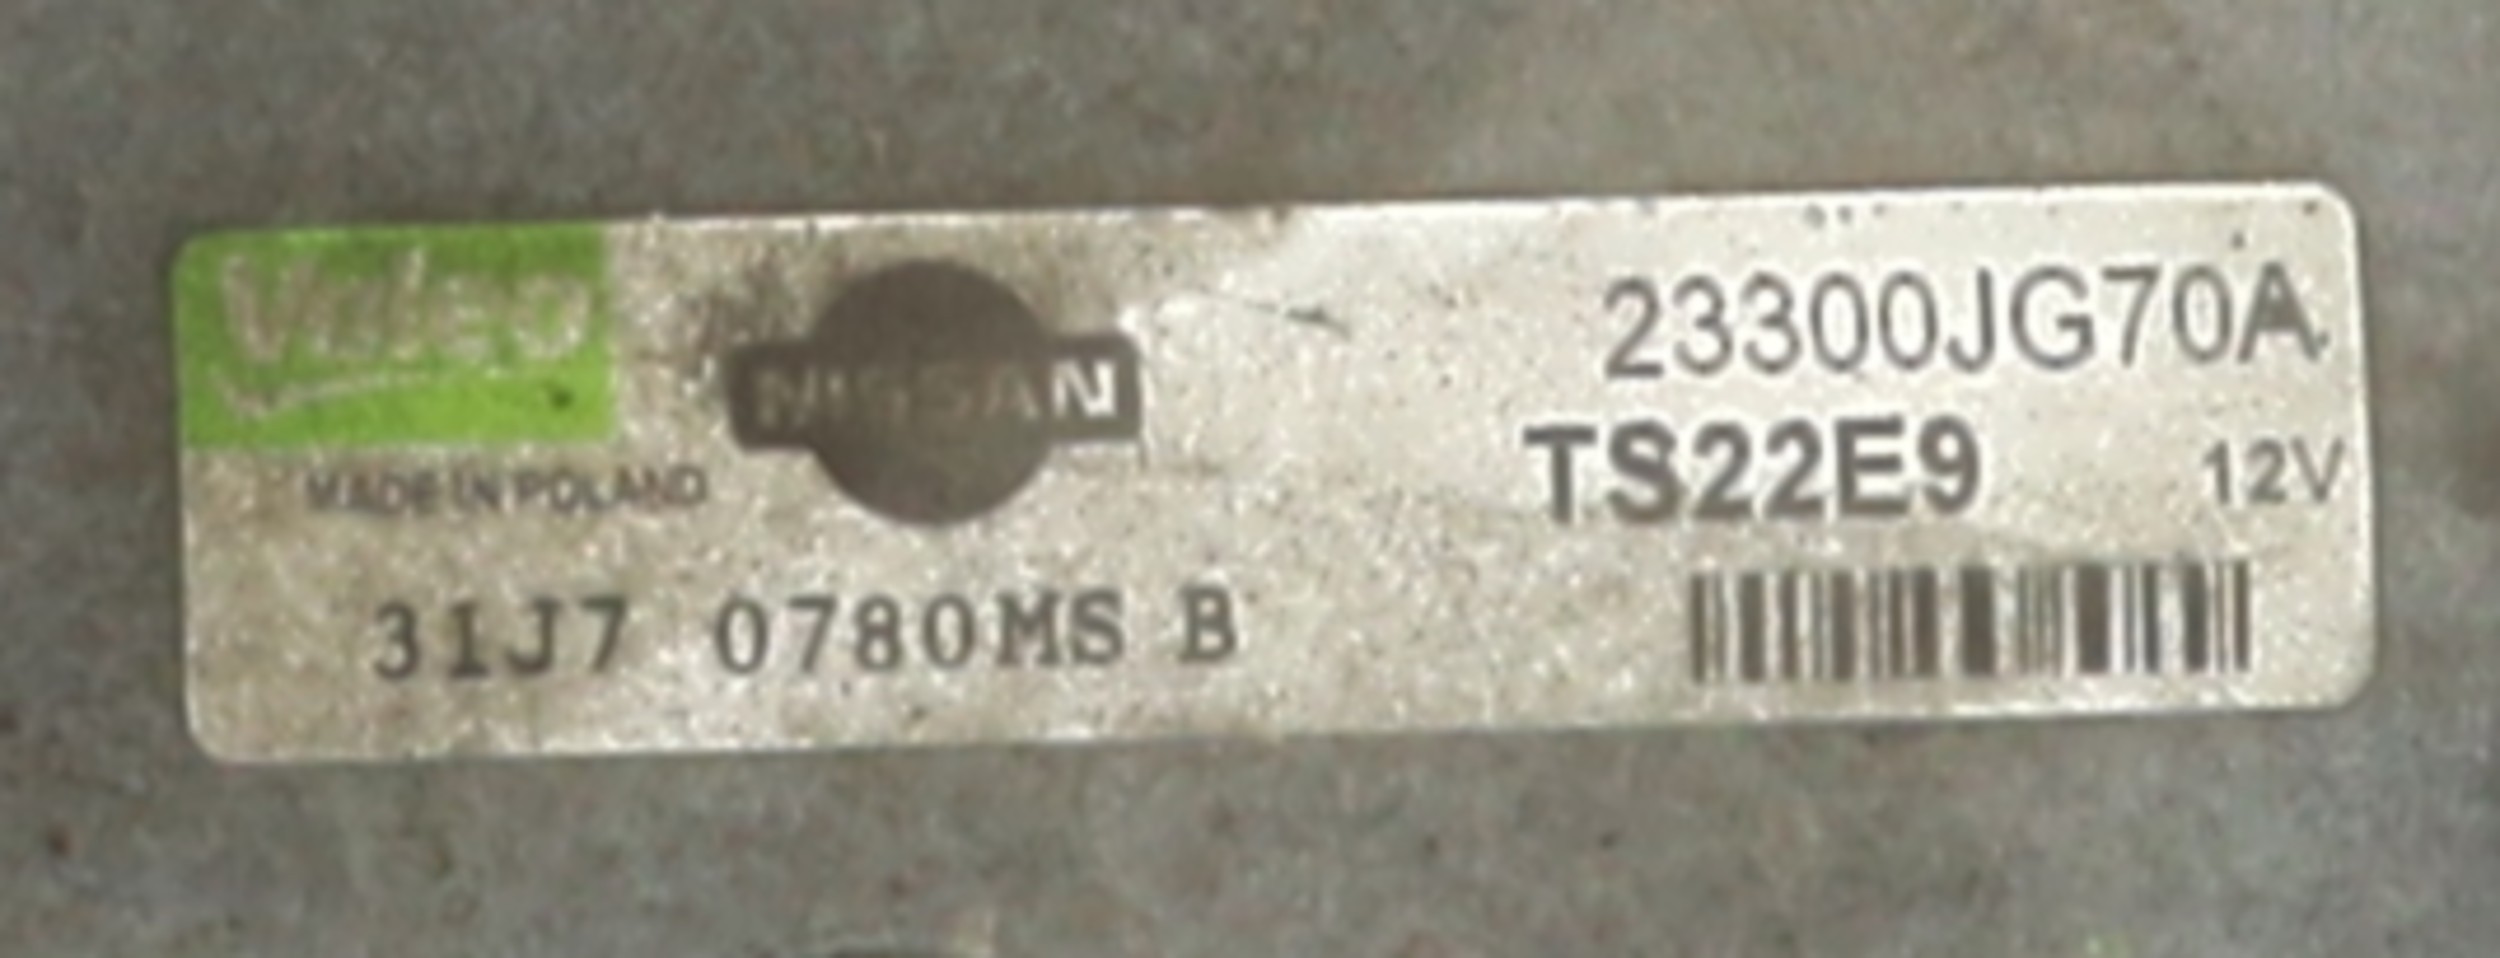 Valeo
NISSAN
23300JG70A
TS22E9
12V
MADE IN POLAND
31J7 0780MS B